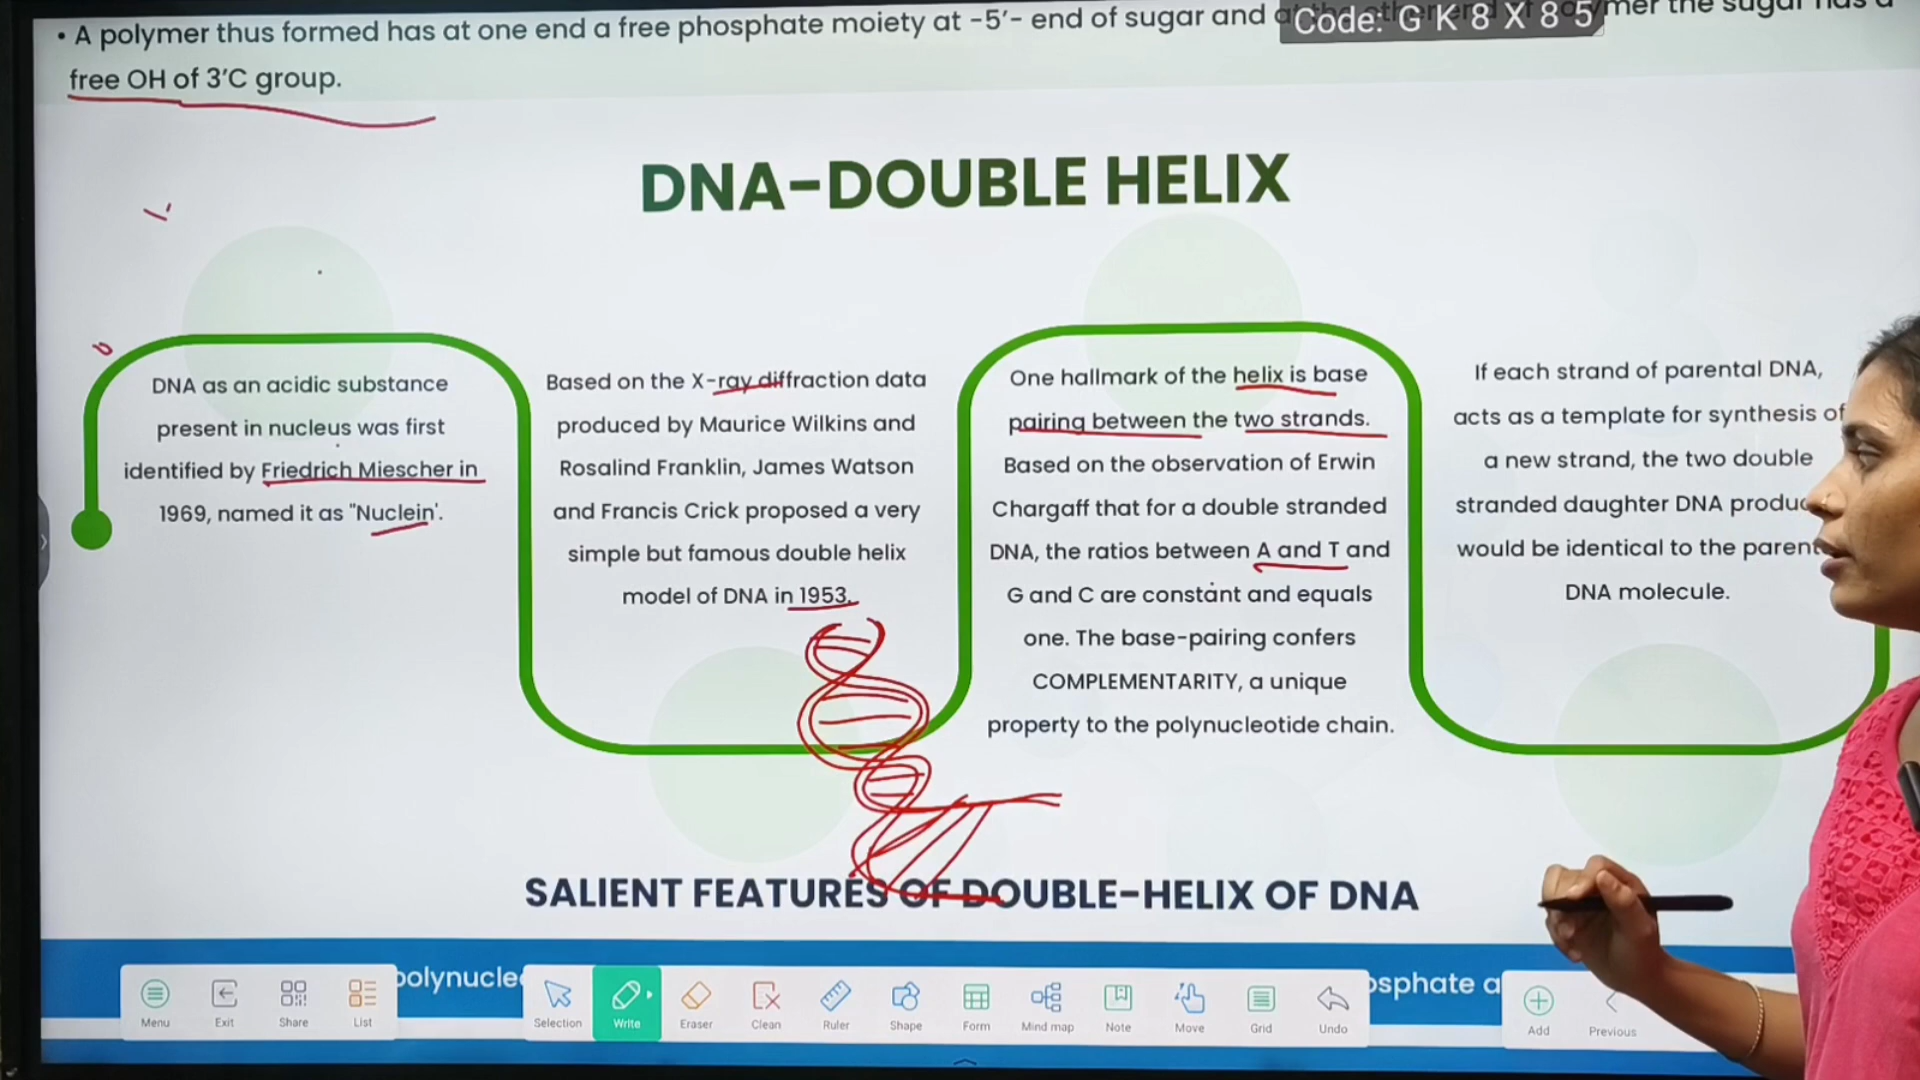 • A polymer thus formed has at one end a free phosphate moiety at -5'- end of sugar and
Code: G K 8 X 8 5
free OH of 3'C group.
DNA-DOUBLE HELIX
DNA as an acidic substance
present in nucleus was first
identified by Friedrich Miescher in
1969, named it as "Nuclein'.
Based on the X-ray diffraction data
produced by Maurice Wilkins and
Rosalind Franklin, James Watson
and Francis Crick proposed a very
simple but famous double helix
model of DNA in 1953.
One hallmark of the helix is base
pairing between the two strands.
Based on the observation of Erwin
Chargaff that for a double stranded
DNA, the ratios between A and T and
G and C are constant and equals
one. The base-pairing confers
COMPLEMENTARITY, a unique
property to the polynucleotide chain.
If each strand of parental DNA,
acts as a template for synthesis of
a new strand, the two double
stranded daughter DNA
would be identical to the
DNA molecule.
SALIENT FEATURES OF DOUBLE-HELIX OF DNA
Menu
Exit
Share
List
Selection
Write
Eraser
Clean
Ruler
Shape
Form
Mind map
Note
Move
Grid
Undo
Add
Previous